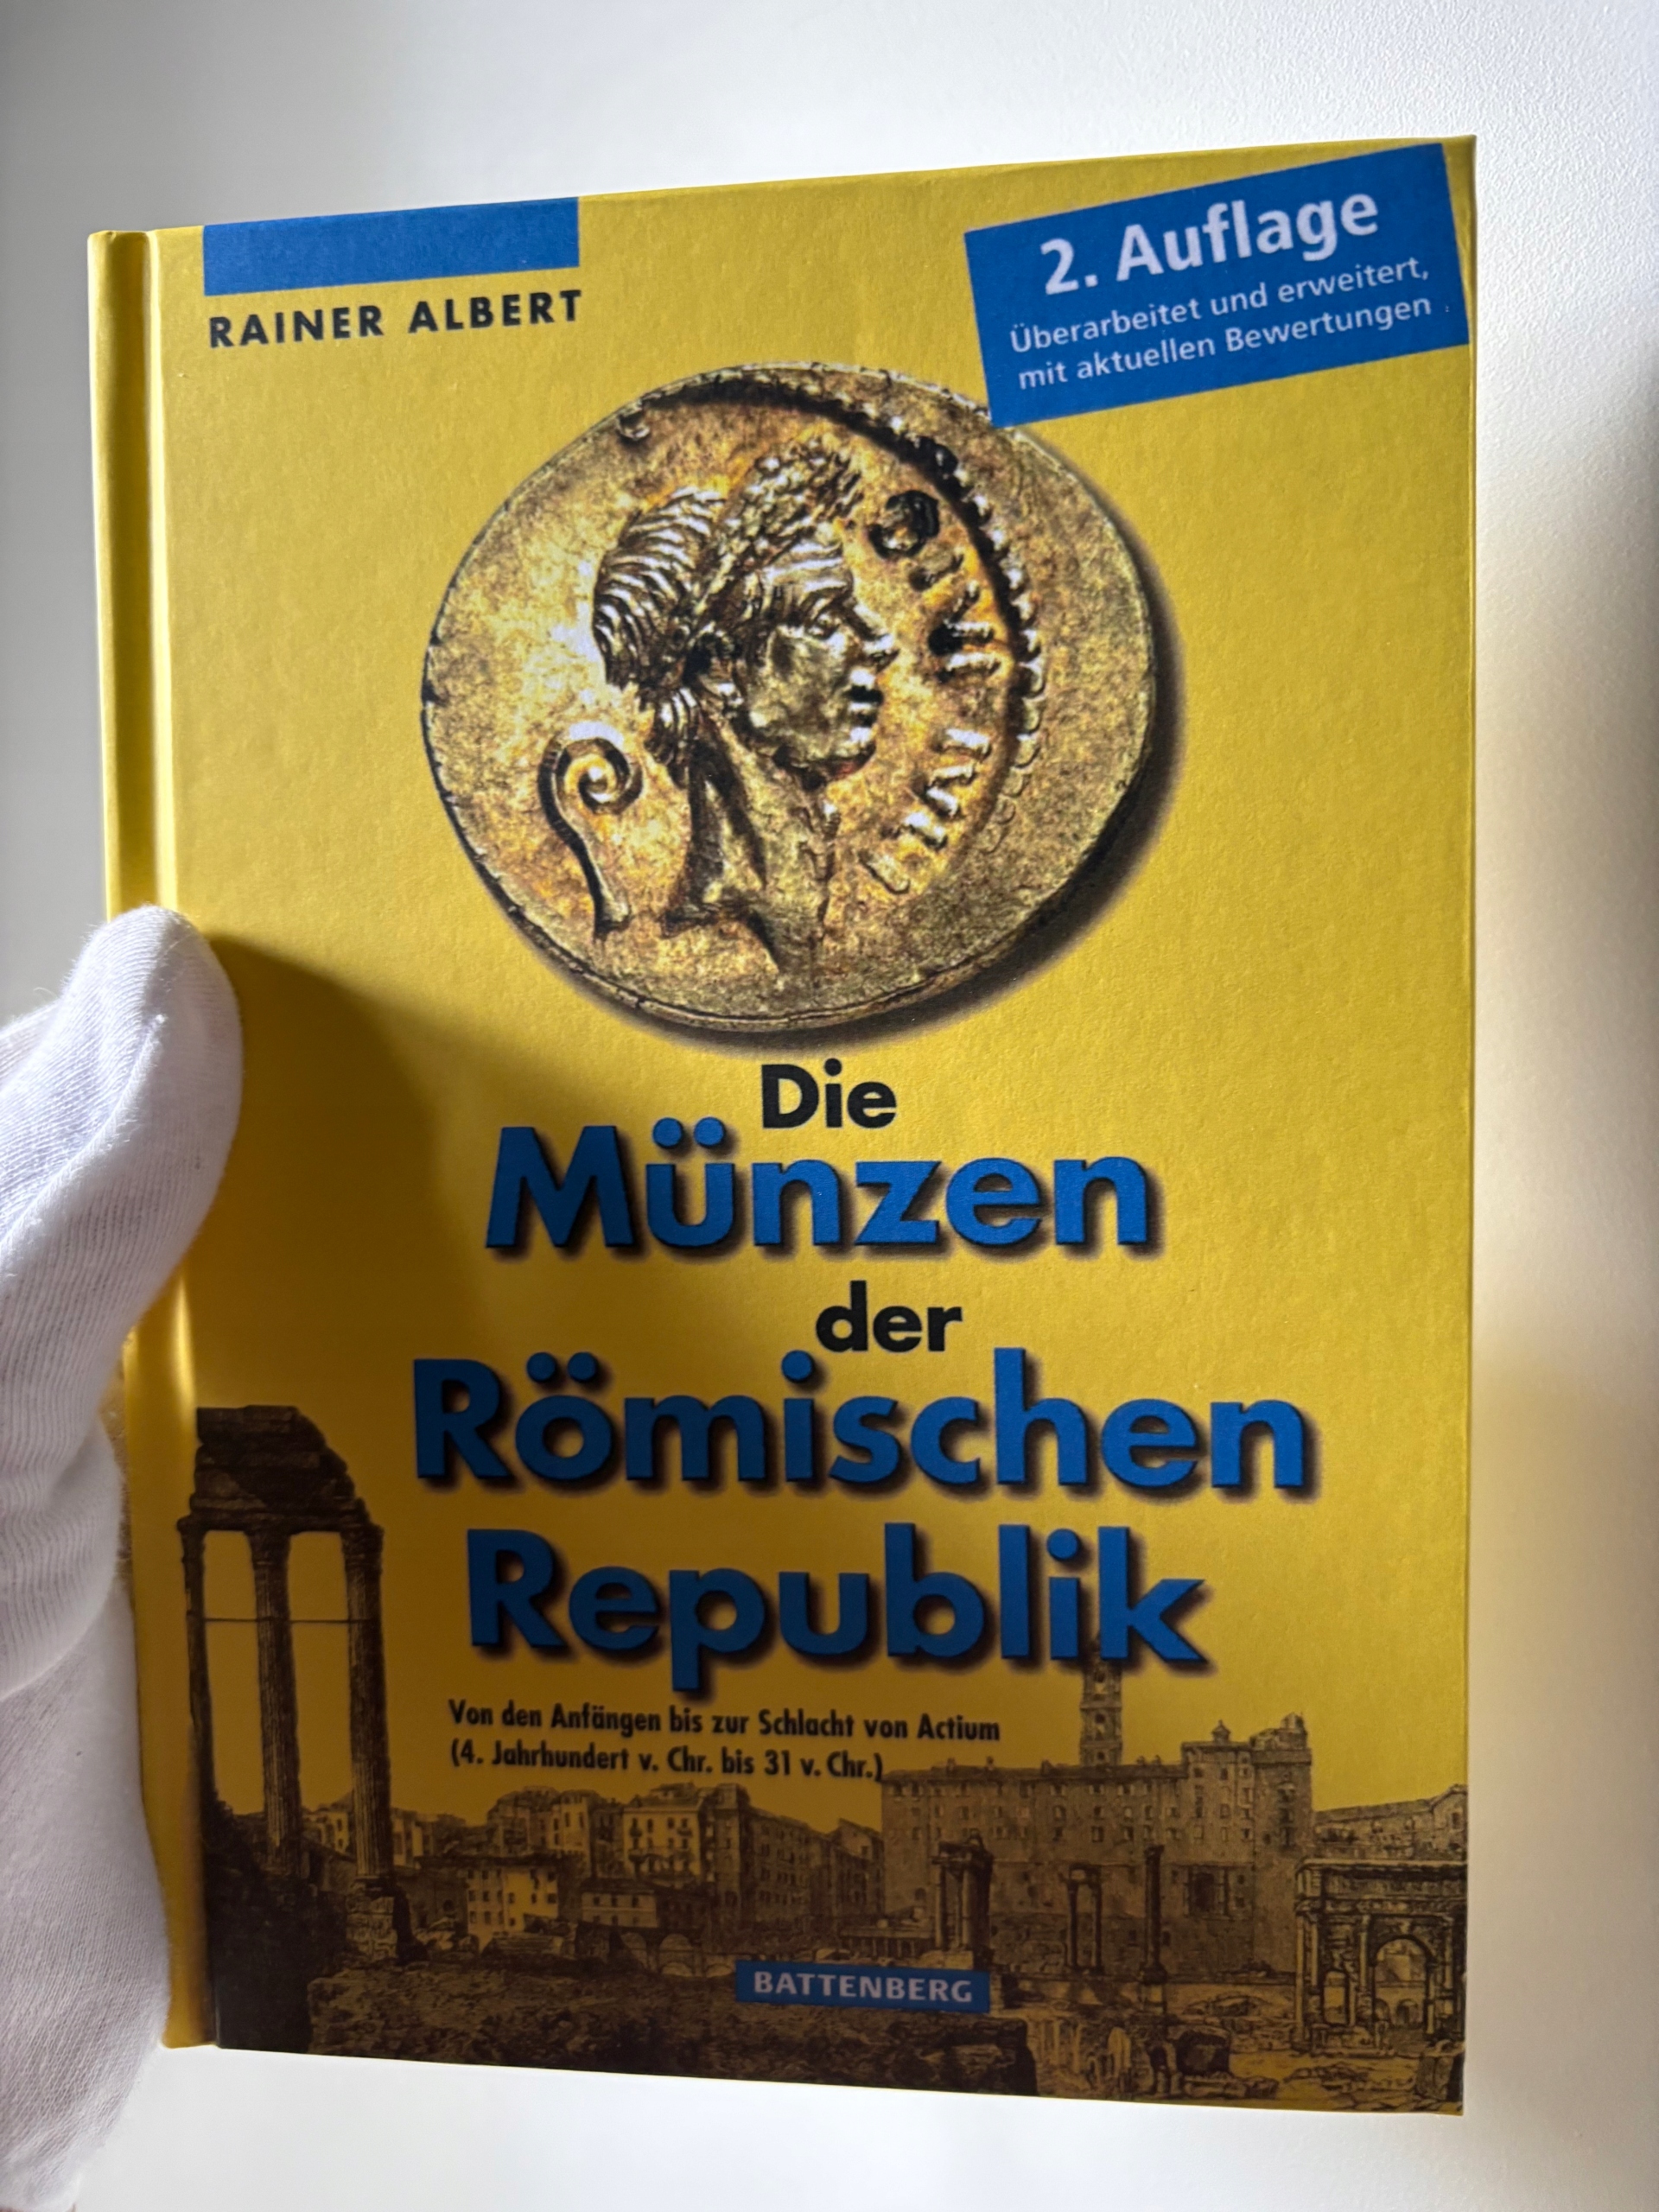 RAINER ALBERT
2. Auflage
Überarbeitet und erweitert,
mit aktuellen Bewertungen
Die
Münzen
der
Römischen
Republik
Von den Anfängen bis zur Schlacht von Actium
(4. Jahrhundert v. Chr. bis 31 v. Chr.)
BATTENBERG